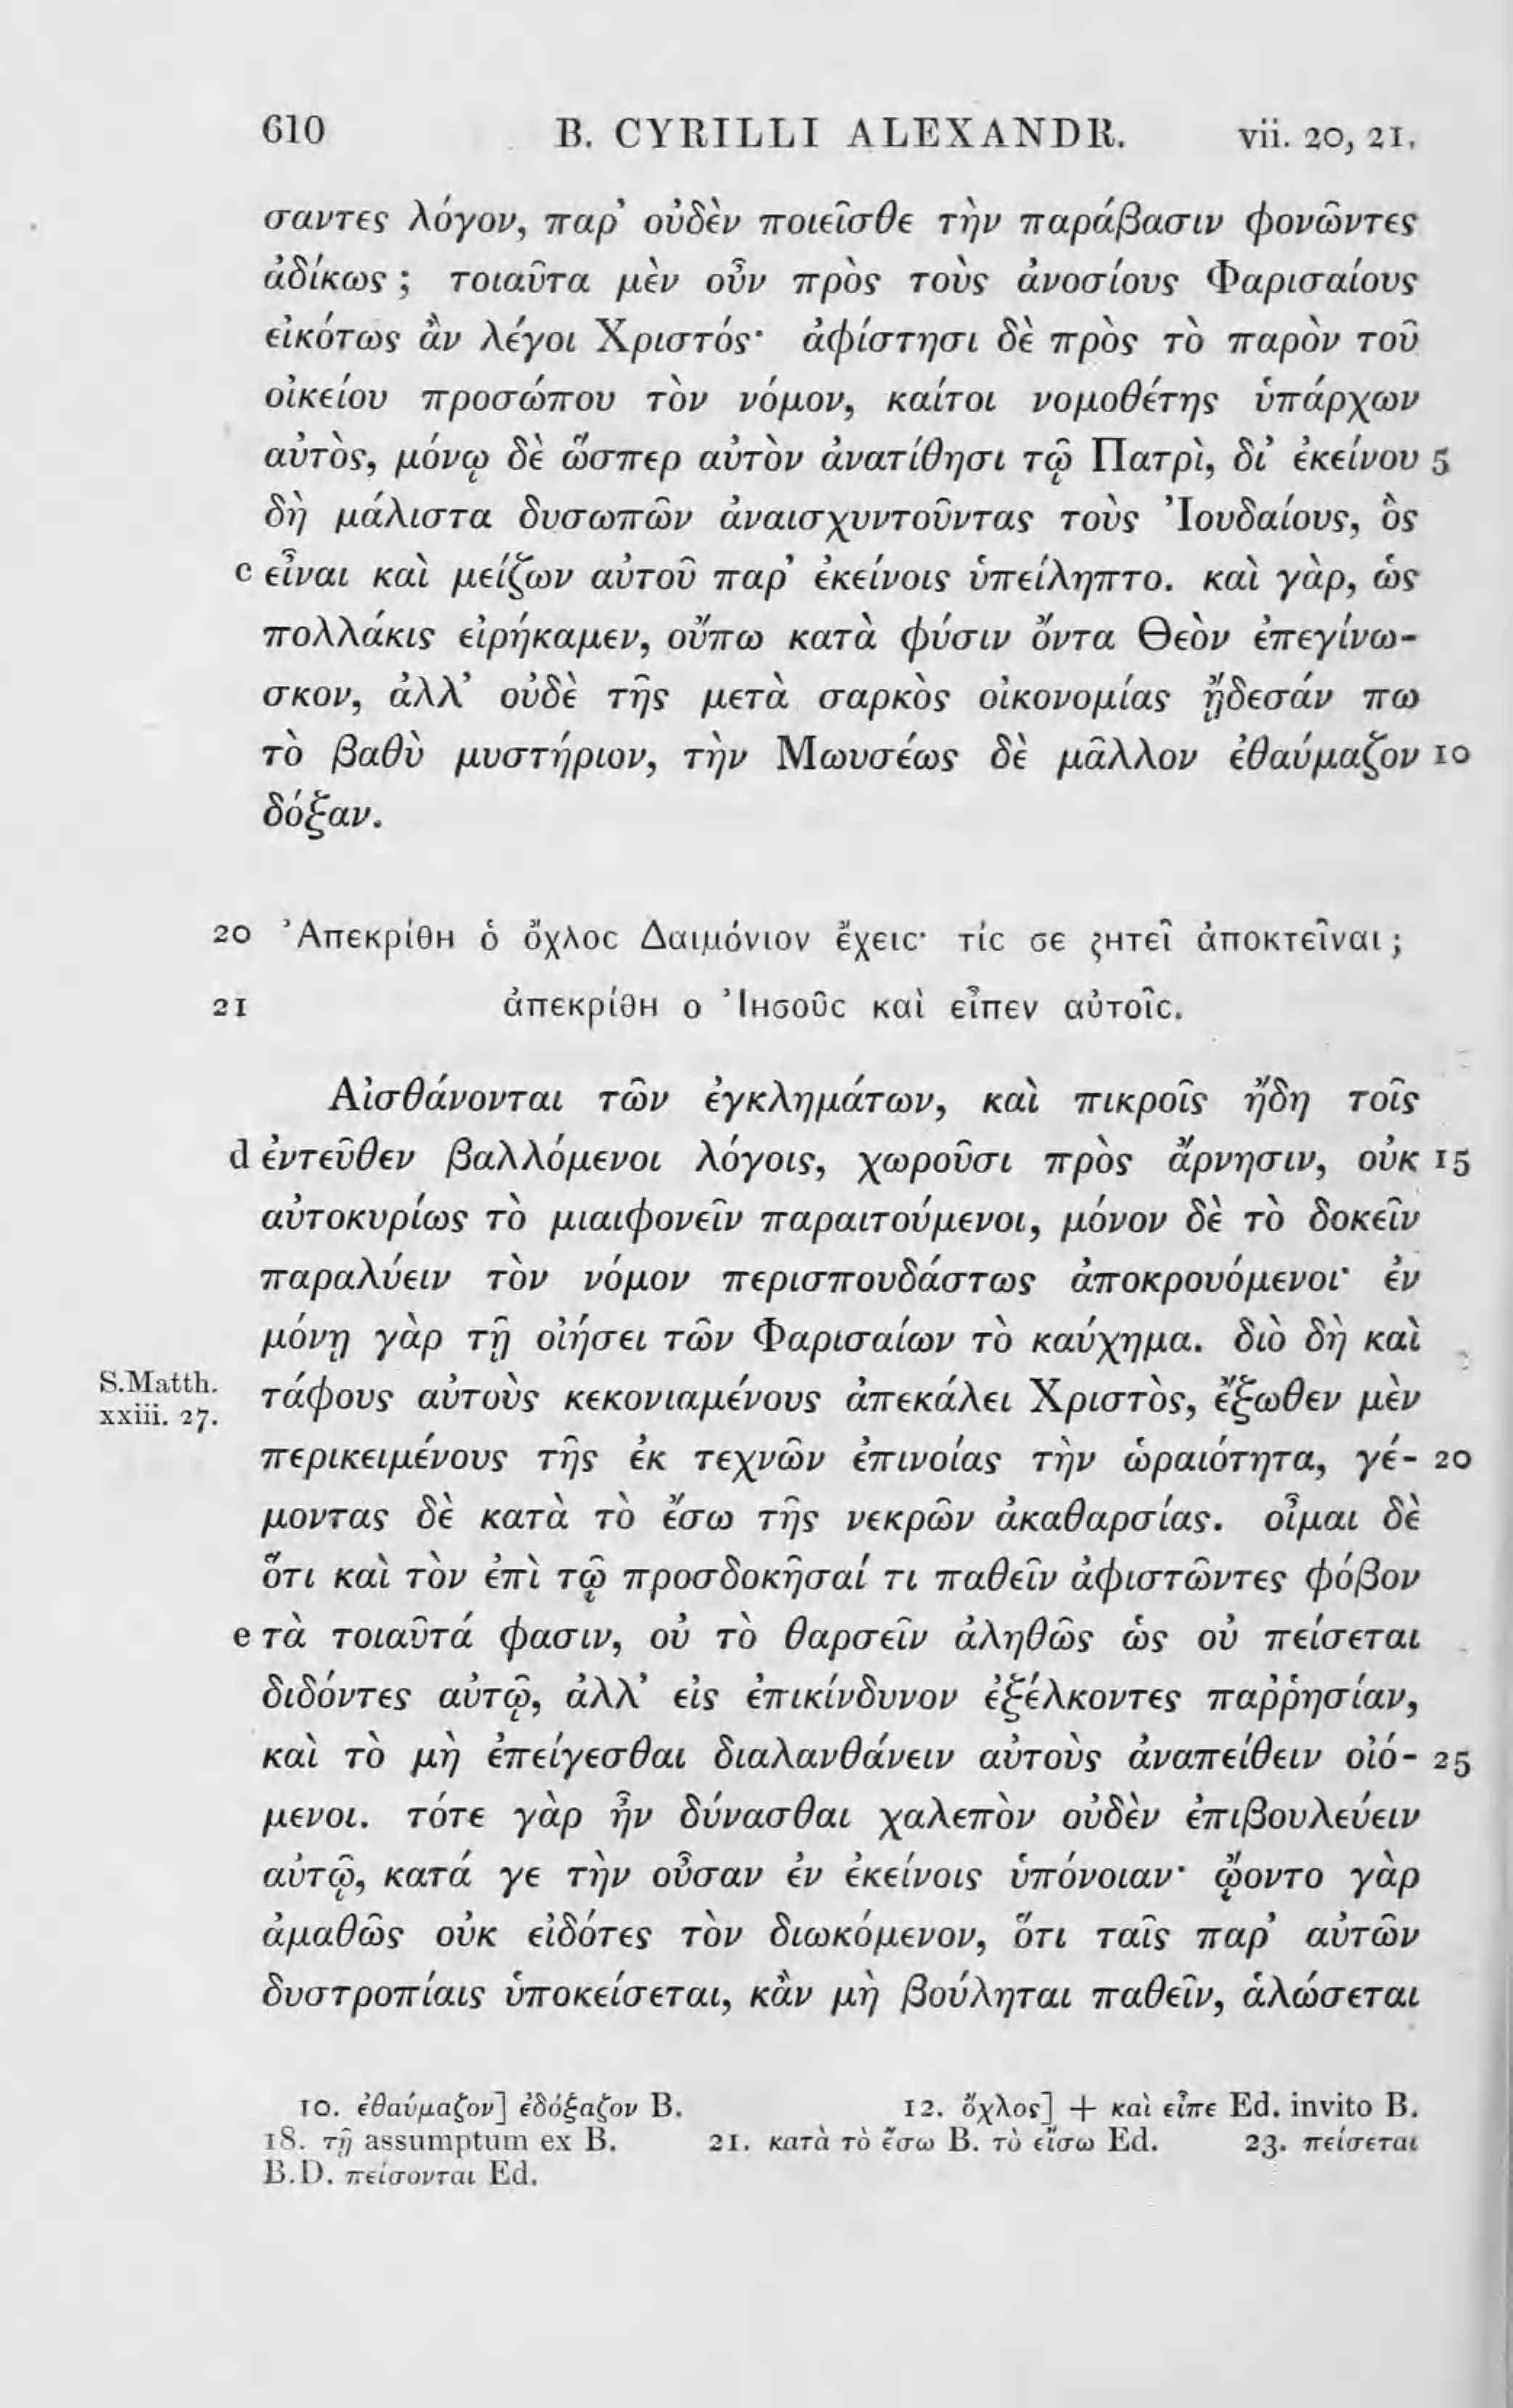 610 B. CYRILLI ALEXANDR. vii. 20, 21.
σαντες λόγον, παρ’ οὐδὲν ποιεῖσθε τὴν παράβασιν φονῶντες
ἀδίκως ; τοιαῦτα μὲν οὖν πρὸς τοὺς ἀνοσίους Φαρισαίους
εἰκότως ἂν λέγοι Χριστός· ἀφίστησι δὲ πρὸς τὸ παρὸν τοῦ
οἰκείου προσώπου τὸν νόμον, καίτοι νομοθέτης ὑπάρχων
αὐτὸς, μόνῳ δὲ ὥσπερ αὐτὸν ἀνατίθησι τῷ Πατρὶ, δι’ ἐκείνου 5
δὴ μάλιστα δυσωπῶν ἀναισχυντοῦντας τοὺς Ἰουδαίους, ὃς
c εἶναι καὶ μείζων αὐτοῦ παρ’ ἐκείνοις ὑπείληπτο. καὶ γὰρ, ὡς
πολλάκις εἰρήκαμεν, οὔπω κατὰ φύσιν ὄντα Θεὸν ἐπεγίνω-
σκον, ἀλλ’ οὐδὲ τῆς μετὰ σαρκὸς οἰκονομίας ᾔδεσάν πω
τὸ βαθὺ μυστήριον, τὴν Μωυσέως δὲ μᾶλλον ἐθαύμαζον 10
δόξαν.
20 Ἀπεκρίθη ὁ ὄχλος Δαιμόνιον ἔχεις· τίς σε ζητεῖ ἀποκτεῖναι ;
21 ἀπεκρίθη ο Ἰησοῦς καὶ εἶπεν αὐτοῖς.
Αἰσθάνονται τῶν ἐγκλημάτων, καὶ πικροῖς ἤδη τοῖς
d ἐντεῦθεν βαλλόμενοι λόγοις, χωροῦσι πρὸς ἄρνησιν, οὐκ 15
αὐτοκυρίως τὸ μιαιφονεῖν παραιτούμενοι, μόνον δὲ τὸ δοκεῖν
παραλύειν τὸν νόμον περισπουδάστως ἀποκρουόμενοι· ἐν
μόνῃ γὰρ τῇ οἰήσει τῶν Φαρισαίων τὸ καύχημα. διὸ δὴ καὶ
S.Matth. xxiii. 27. τάφους αὐτοὺς κεκονιαμένους ἀπεκάλει Χριστὸς, ἔξωθεν μὲν
περικειμένους τῆς ἐκ τεχνῶν ἐπινοίας τὴν ὡραιότητα, γέ- 20
μοντας δὲ κατὰ τὸ ἔσω τῆς νεκρῶν ἀκαθαρσίας. οἶμαι δὲ
ὅτι καὶ τὸν ἐπὶ τῷ προσδοκῆσαί τι παθεῖν ἀφιστῶντες φόβον
e τὰ τοιαῦτά φασιν, οὐ τὸ θαρσεῖν ἀληθῶς ὡς οὐ πείσεται
διδόντες αὐτῷ, ἀλλ’ εἰς ἐπικίνδυνον ἐξέλκοντες παῤῥησίαν,
καὶ τὸ μὴ ἐπείγεσθαι διαλανθάνειν αὐτοὺς ἀναπείθειν οἰό- 25
μενοι. τότε γὰρ ἦν δύνασθαι χαλεπὸν οὐδὲν ἐπιβουλεύειν
αὐτῷ, κατά γε τὴν οὖσαν ἐν ἐκείνοις ὑπόνοιαν· ᾤοντο γὰρ
ἀμαθῶς οὐκ εἰδότες τὸν διωκόμενον, ὅτι ταῖς παρ’ αὐτῶν
δυστροπίαις ὑποκείσεται, κἂν μὴ βούληται παθεῖν, ἁλώσεται
10. ἐθαύμαζον] ἐδόξαζον B. 12. ὄχλος] + καὶ εἶπε Ed. invito B.
18. τῇ assumptum ex B. 21. κατὰ τὸ ἔσω B. τὸ εἴσω Ed. 23. πείσεται
B.D. πείσονται Ed.